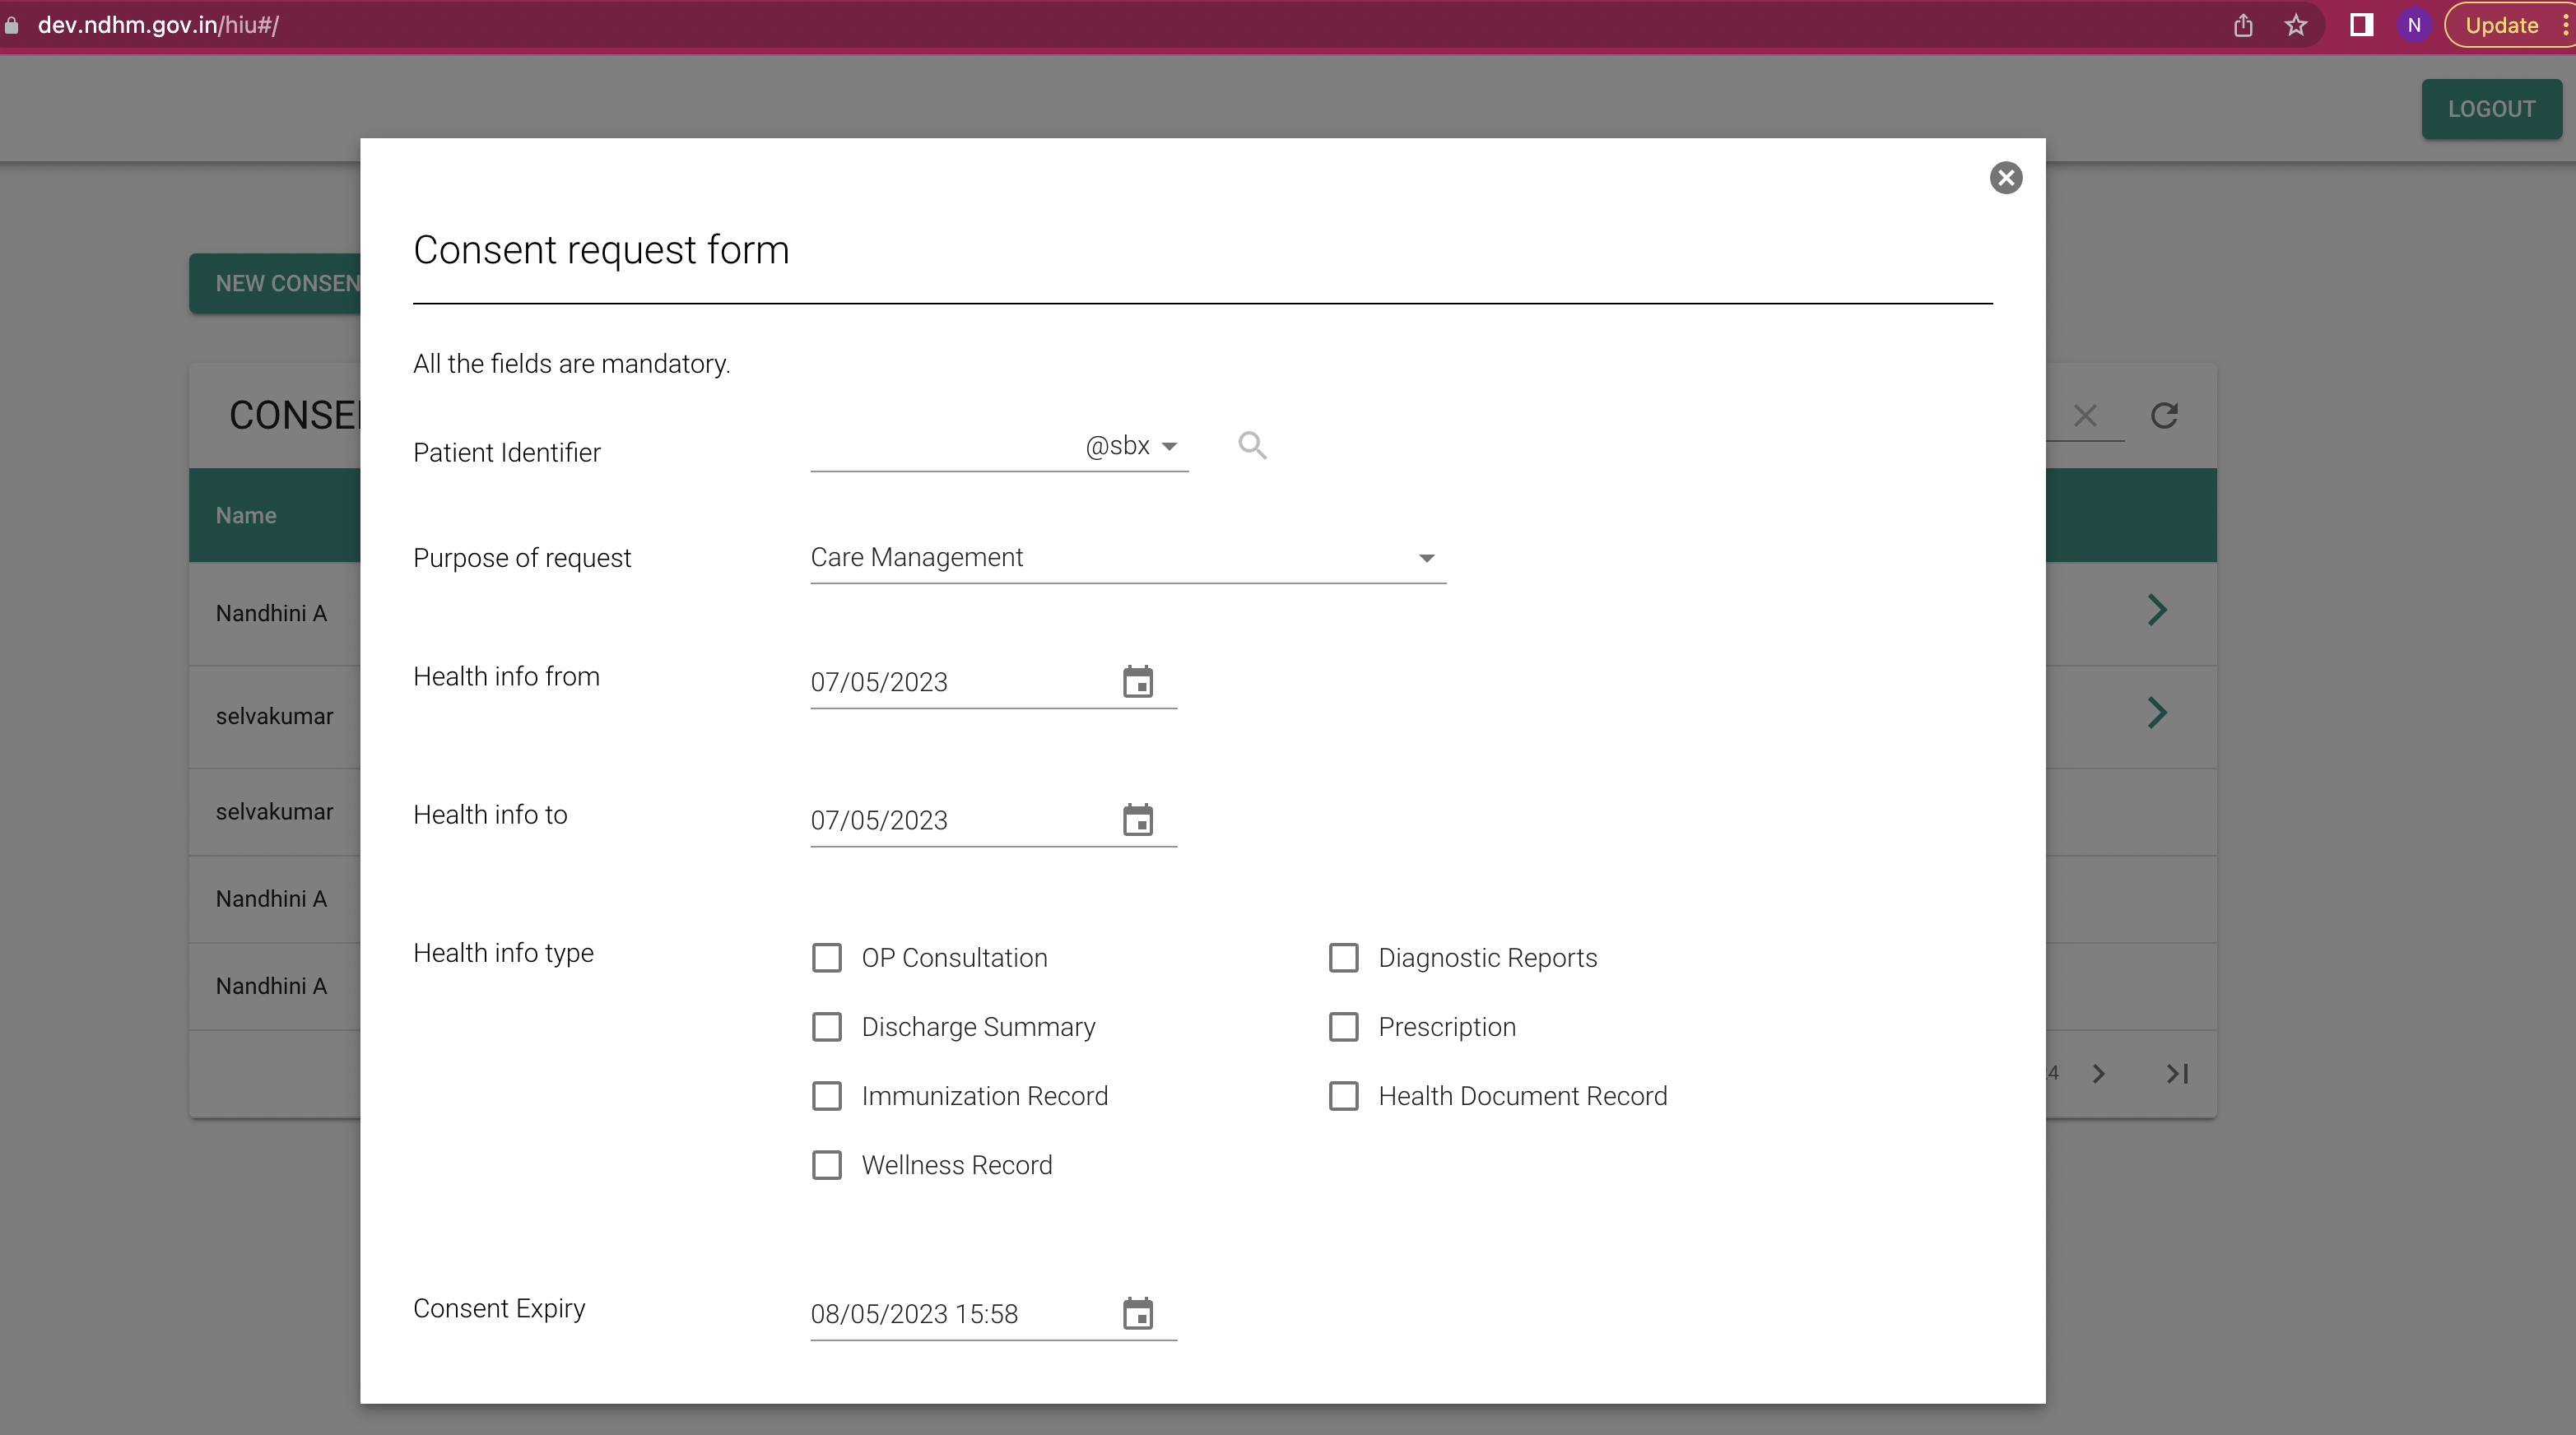 dev.ndhm.gov.in/hiu#/
N
Update
LOGOUT
NEW CONSEN
Consent request form
All the fields are mandatory.
CONSE
Patient Identifier @sbx
Name
Purpose of request Care Management
Nandhini A
Health info from 07/05/2023
selvakumar
Health info to 07/05/2023
selvakumar
Nandhini A
Health info type OP Consultation Diagnostic Reports
Nandhini A
Discharge Summary Prescription
Immunization Record Health Document Record
Wellness Record
Consent Expiry 08/05/2023 15:58